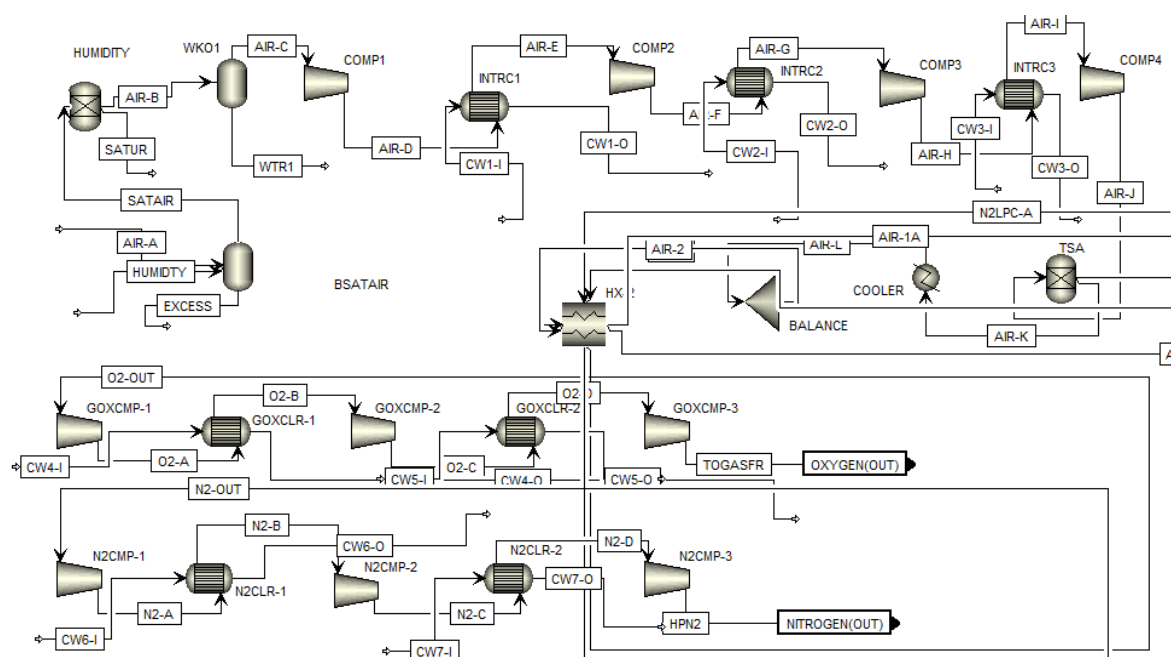 HUMIDITY
WKO1
AIR-C
COMP1
AIR-E
COMP2
AIR-G
AIR-I
COMP4
INTRC1
INTRC2
COMP3
INTRC3
AIR-B
SATUR
WTR1
AIR-D
CW1-I
CW1-O
AIR-F
CW2-I
CW2-O
CW3-I
AIR-H
CW3-O
AIR-J
SATAIR
AIR-A
HUMIDTY
EXCESS
BSATAIR
N2LPC-A
AIR-2
AIR-L
AIR-1A
TSA
COOLER
BALANCE
AIR-K
O2-OUT
O2-B
GOXCMP-1
GOXCLR-1
GOXCMP-2
GOXCLR-2
GOXCMP-3
CW4-I
O2-A
CW5-I
O2-C
CW4-O
CW5-O
TOGASFR
OXYGEN(OUT)
N2-OUT
N2-B
CW6-O
N2CMP-1
N2CLR-1
N2CMP-2
N2CLR-2
N2-D
N2CMP-3
CW6-I
N2-A
N2-C
CW7-I
CW7-O
HPN2
NITROGEN(OUT)